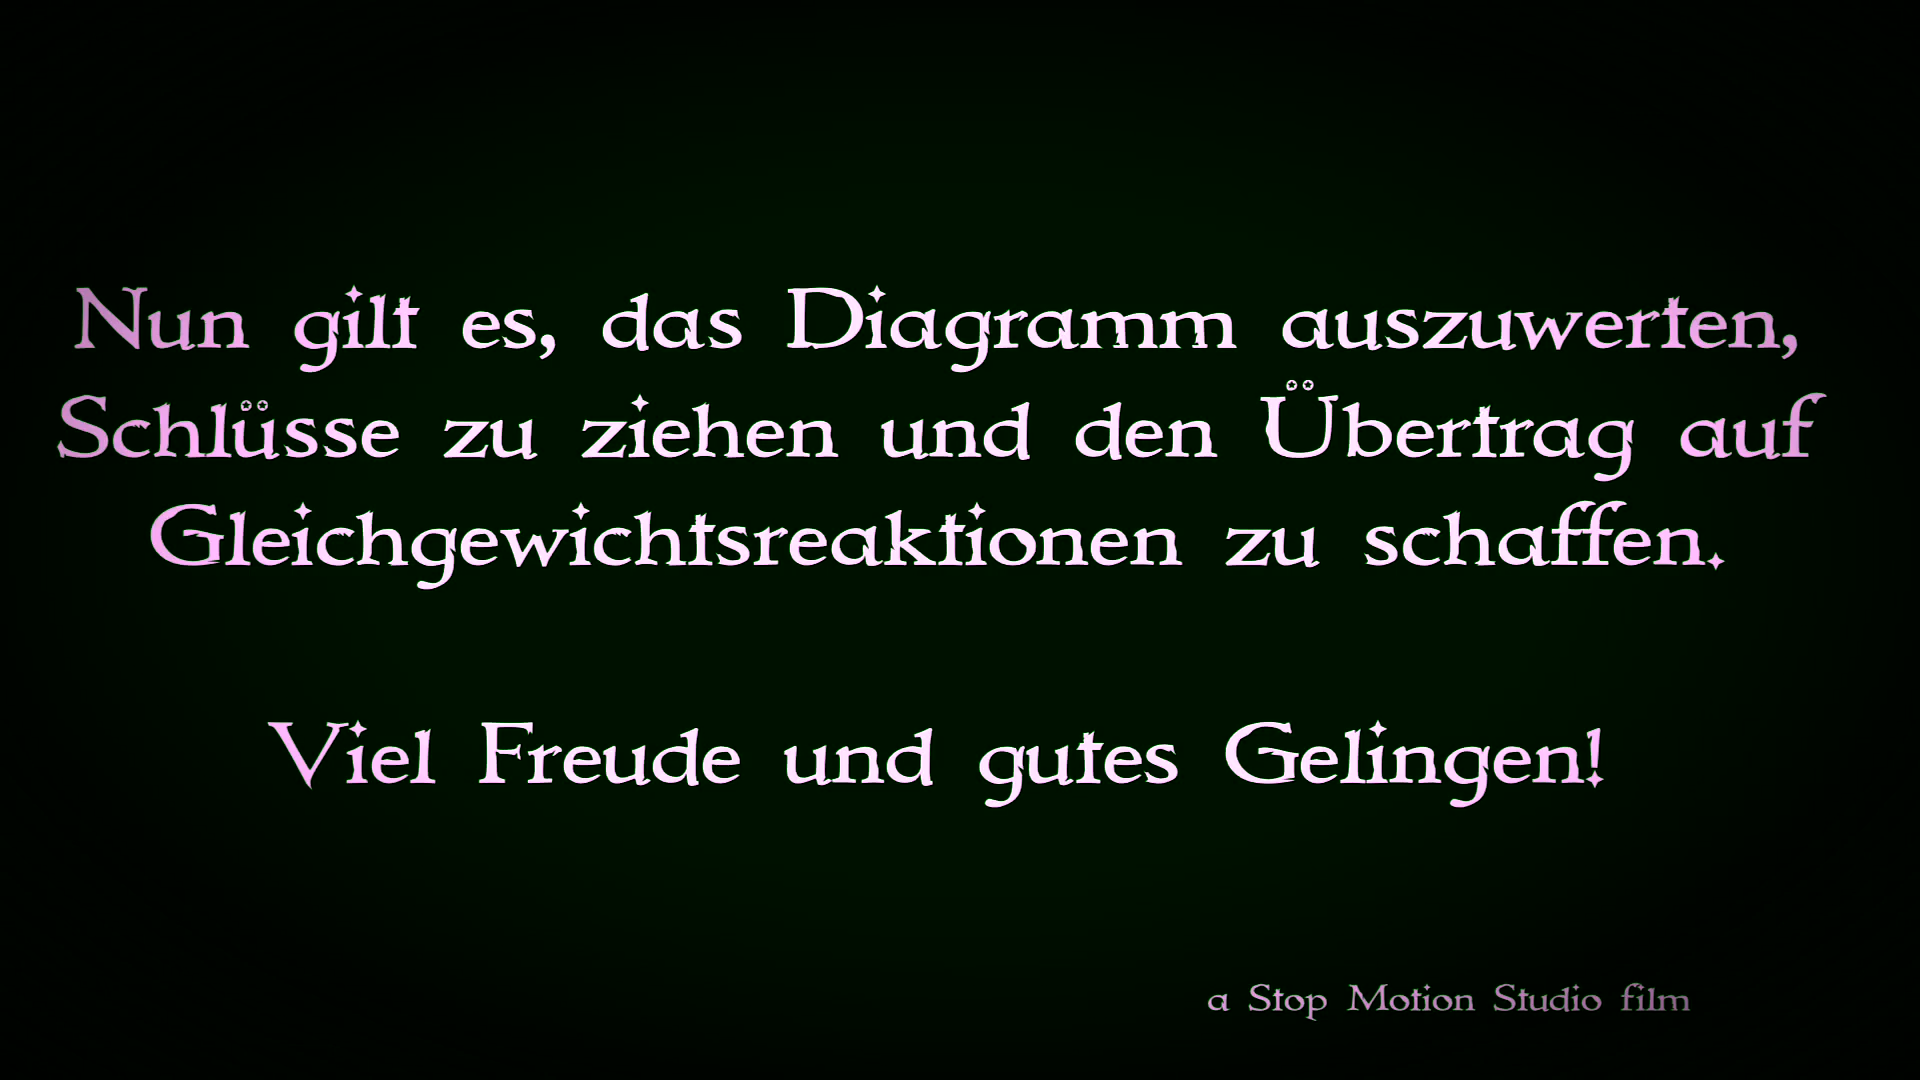 Nun gilt es, das Diagramm auszuwerten,
Schlüsse zu ziehen und den Übertrag auf
Gleichgewichtsreaktionen zu schaffen.
Viel Freude und gutes Gelingen!
a Stop Motion Studio film